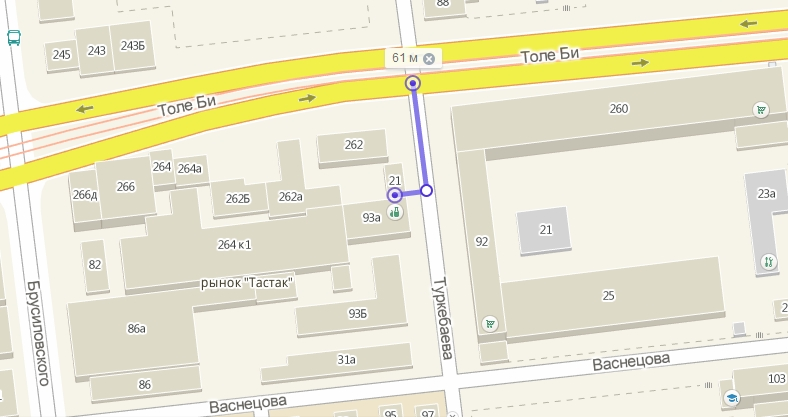 88
245
243
243Б
61 м
Толе Би
Толе Би
260
262
264
264а
21
266д
266
262Б
262а
93а
23а
21
92
264 к1
82
рынок "Тастак"
25
Брусиловского
Туркебаева
93Б
86а
31а
Васнецова
86
Васнецова
103
95
97